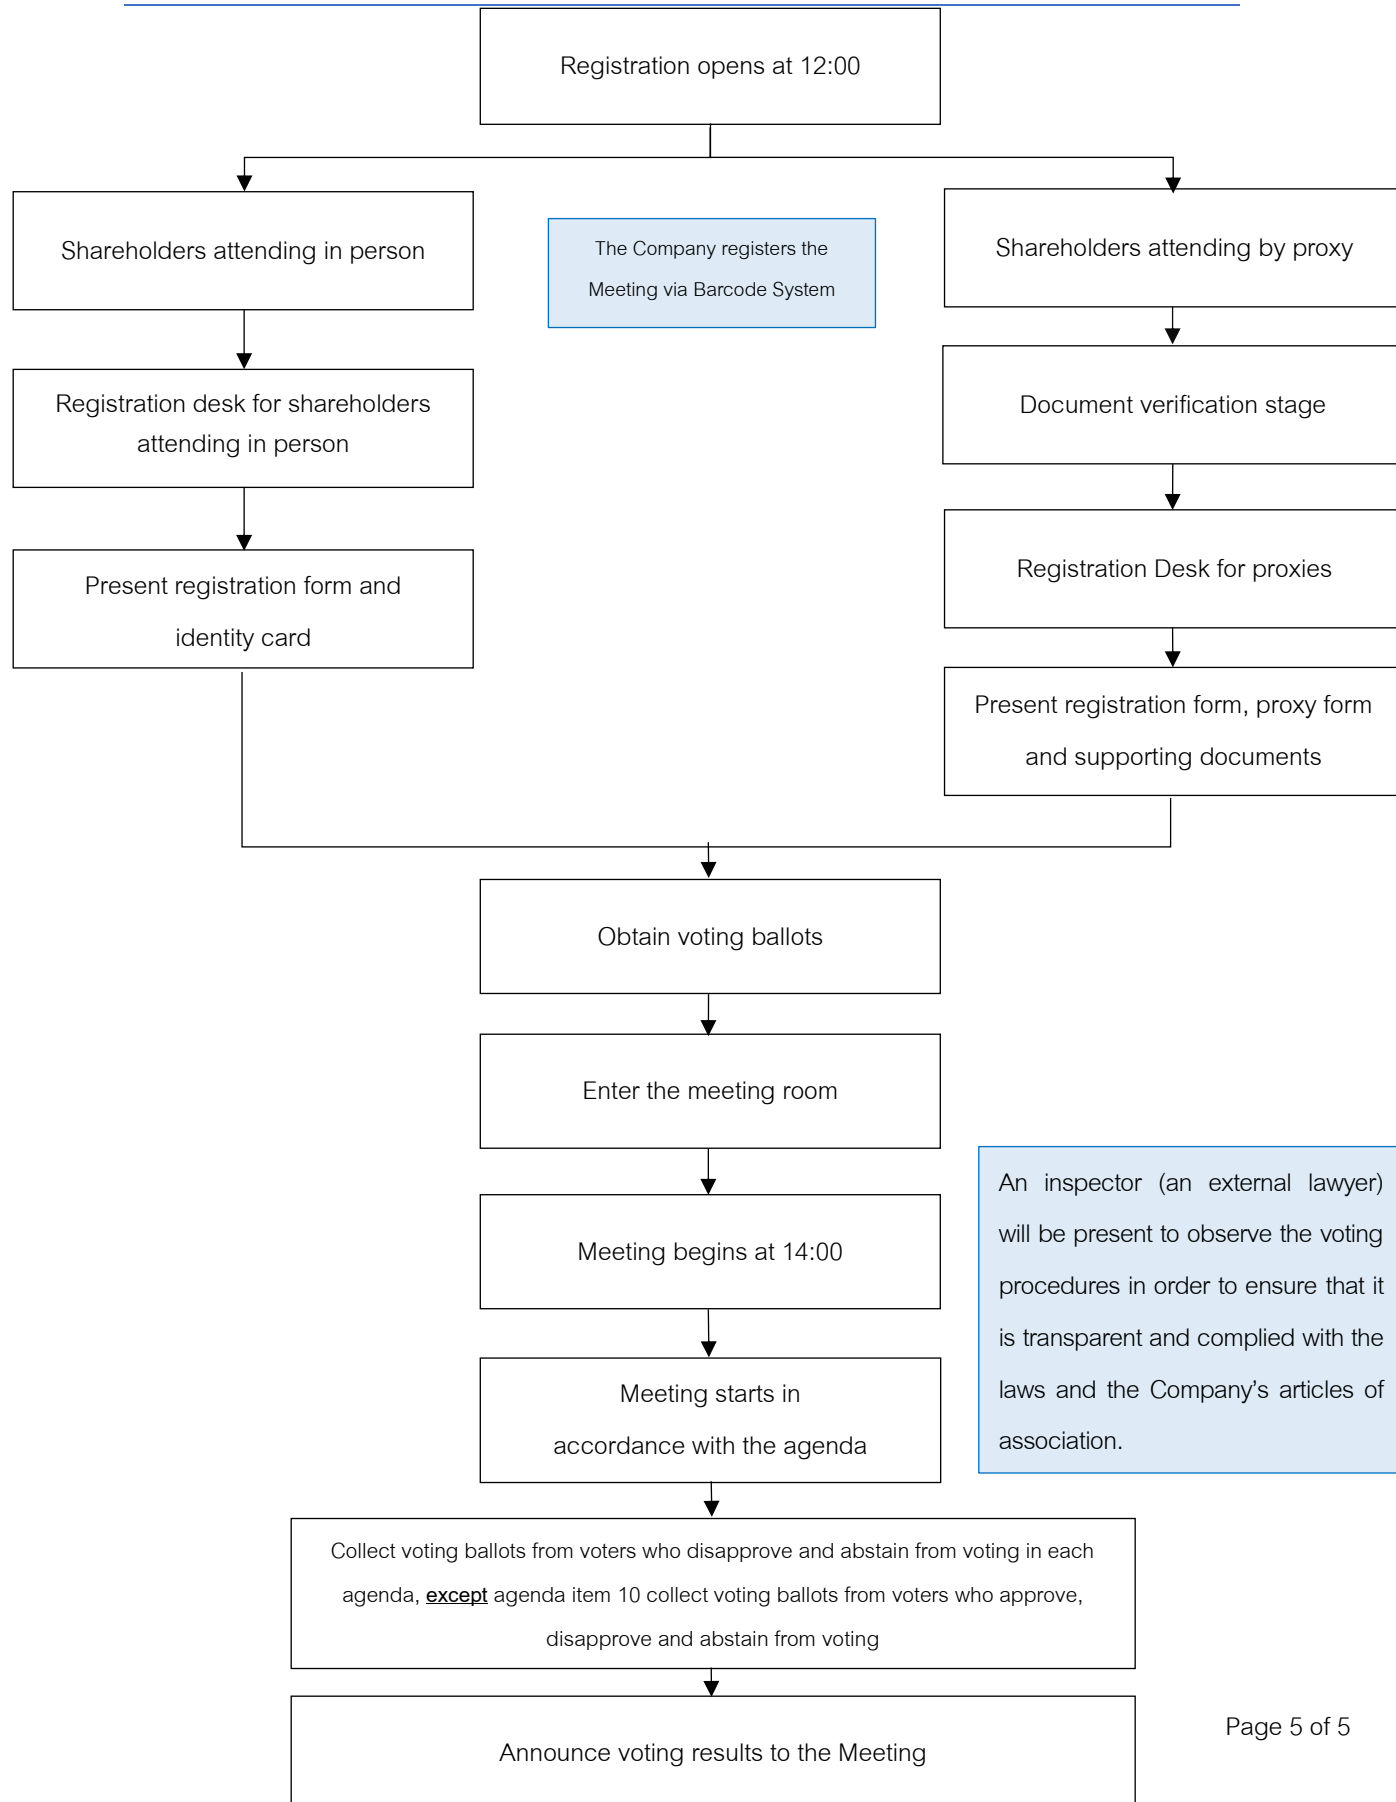 Registration opens at 12:00
Shareholders attending in person
The Company registers the
Meeting via Barcode System
Shareholders attending by proxy
Registration desk for shareholders
attending in person
Document verification stage
Present registration form and
identity card
Registration Desk for proxies
Present registration form, proxy form
and supporting documents
Obtain voting ballots
Enter the meeting room
Meeting begins at 14:00
An inspector (an external lawyer)
will be present to observe the voting
procedures in order to ensure that it
is transparent and complied with the
laws and the Company’s articles of
association.
Meeting starts in
accordance with the agenda
Collect voting ballots from voters who disapprove and abstain from voting in each
agenda, except agenda item 10 collect voting ballots from voters who approve,
disapprove and abstain from voting
Announce voting results to the Meeting
Page 5 of 5